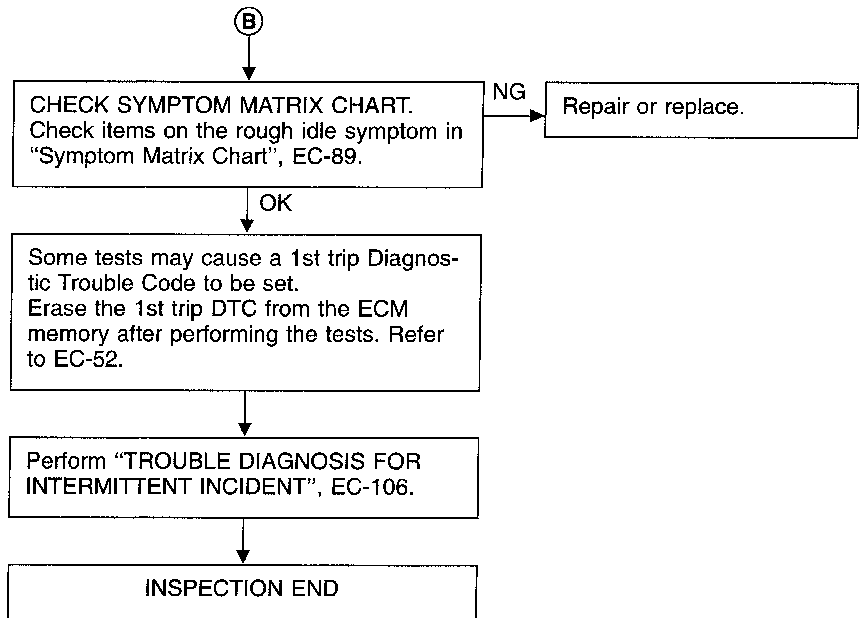 B
CHECK SYMPTOM MATRIX CHART.
Check items on the rough idle symptom in
“Symptom Matrix Chart”, EC-89.
NG
Repair or replace.
OK
Some tests may cause a 1st trip Diagnos-
tic Trouble Code to be set.
Erase the 1st trip DTC from the ECM
memory after performing the tests. Refer
to EC-52.
Perform “TROUBLE DIAGNOSIS FOR
INTERMITTENT INCIDENT”, EC-106.
INSPECTION END